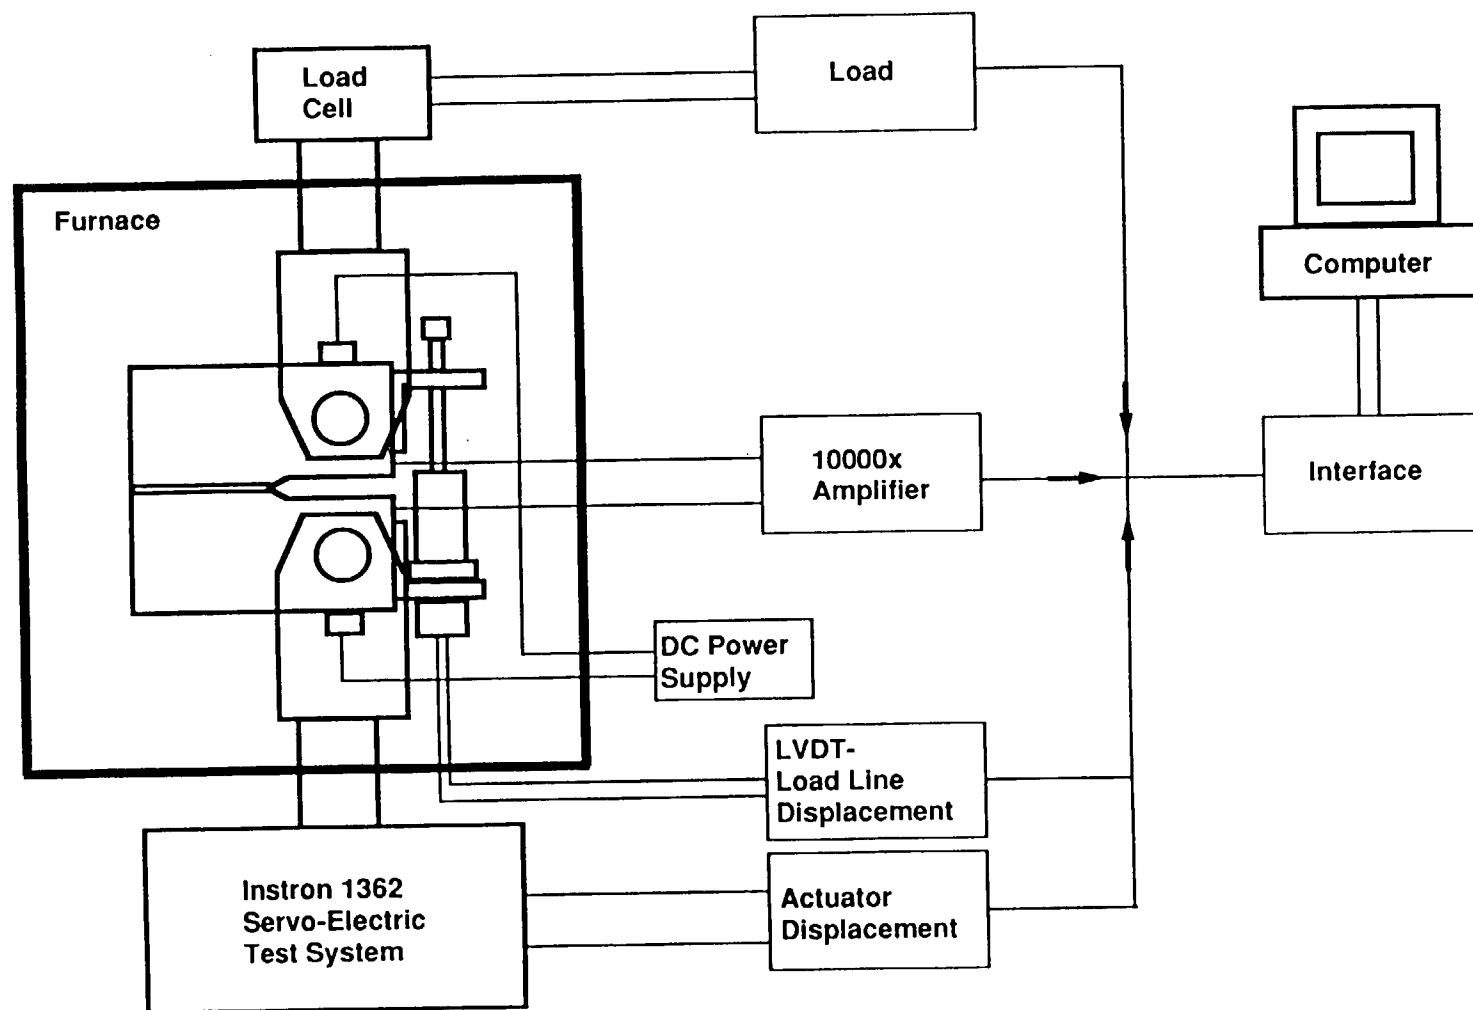 Load
Cell
Load
Furnace
Computer
10000x
Amplifier
Interface
DC Power
Supply
LVDT-
Load Line
Displacement
Instron 1362
Servo-Electric
Test System
Actuator
Displacement